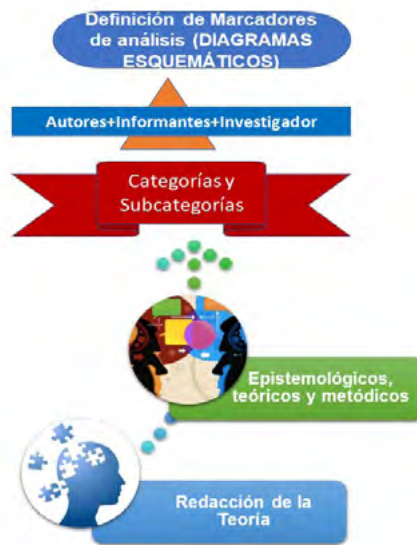 Definición de Marcadores
de análisis (DIAGRAMAS
ESQUEMÁTICOS)
Autores+Informantes+Investigador
Categorías y
Subcategorías
Epistemológicos,
teóricos y metódicos
Redacción de la
Teoría